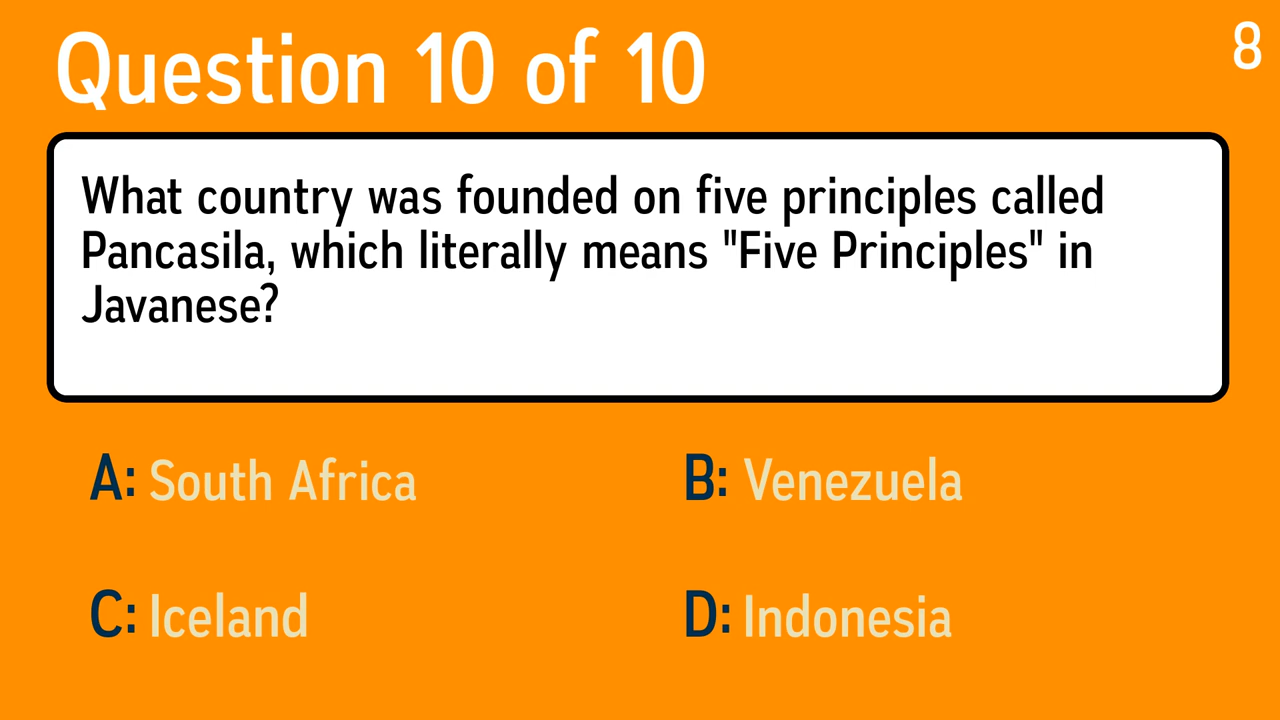 Question 10 of 10
8
What country was founded on five principles called
Pancasila, which literally means "Five Principles" in
Javanese?
A: South Africa
B: Venezuela
C: Iceland
D: Indonesia